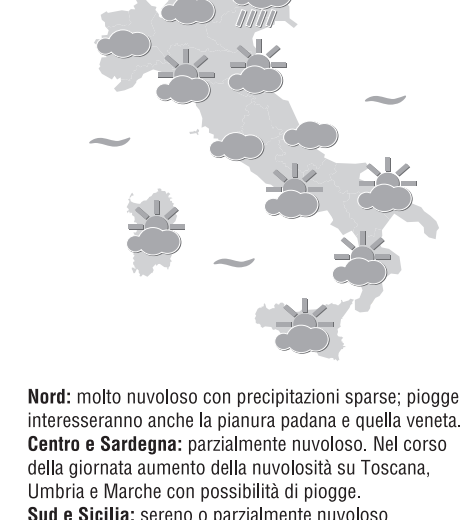 Nord: molto nuvoloso con precipitazioni sparse; piogge
interesseranno anche la pianura padana e quella veneta.
Centro e Sardegna: parzialmente nuvoloso. Nel corso
della giornata aumento della nuvolosità su Toscana,
Umbria e Marche con possibilità di piogge.
Sud e Sicilia: sereno o parzialmente nuvoloso